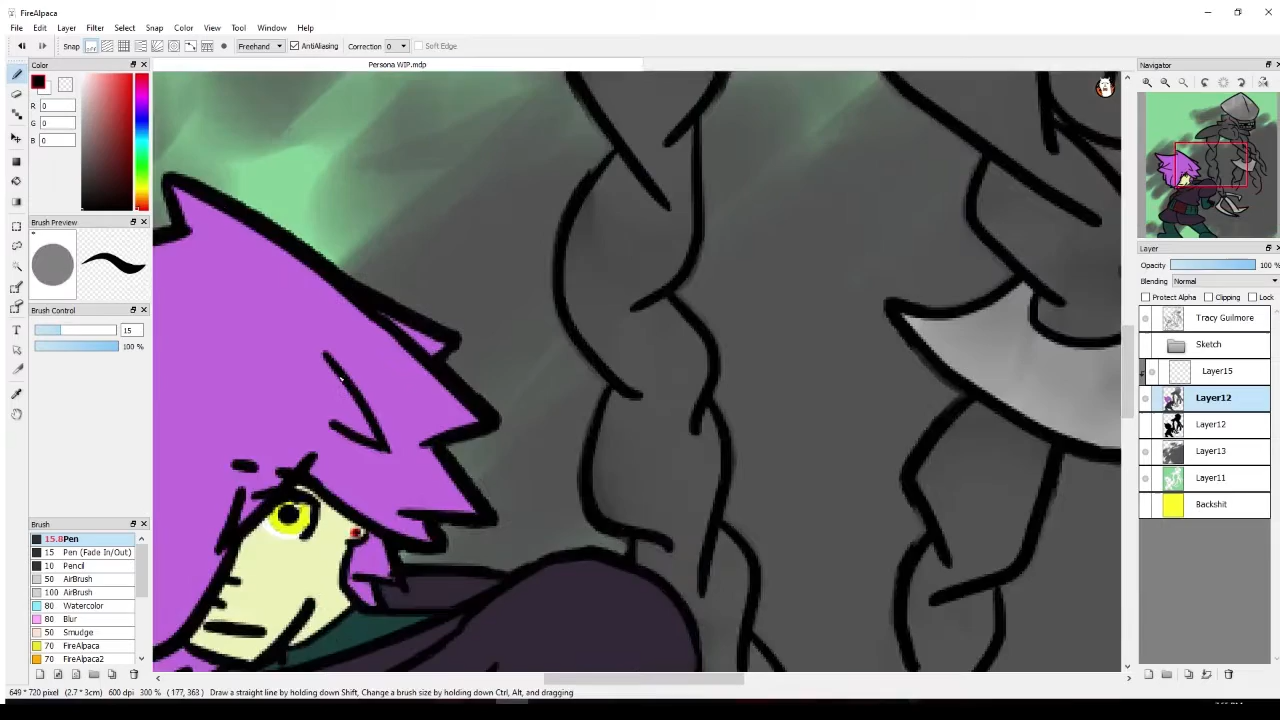 FireAlpaca
File Edit Layer Filter Select Snap Color View Tool Window Help
Snap Freehand AntiAliasing Correction 0 Soft Edge
Persona WIP.mdp
Color
R 0
G 0
B 0
Brush Preview
Brush Control
15
100 %
Brush
15.8 Pen
15 Pen (Fade In/Out)
10 Pencil
50 AirBrush
100 AirBrush
80 Watercolor
80 Blur
50 Smudge
70 FireAlpaca
70 FireAlpaca2
Navigator
Layer
Opacity 100 %
Blending Normal
Protect Alpha Clipping Lock
Tracy Guilmore
Sketch
Layer15
Layer12
Layer12
Layer13
Layer11
Backshit
649 * 720 pixel (2.7 * 3cm) 600 dpi 300 % ( 177, 363 ) Draw a straight line by holding down Shift, Change a brush size by holding down Ctrl, Alt, and dragging